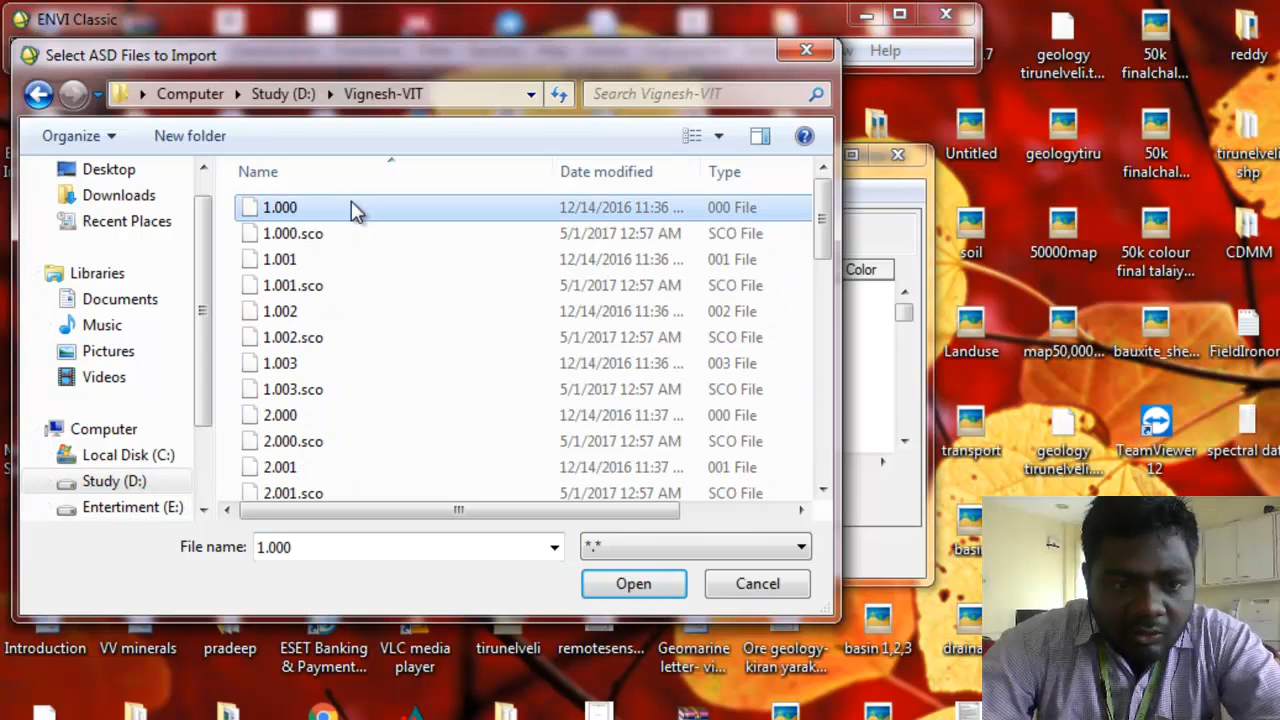 ENVI Classic
Select ASD Files to Import
Help
Computer
Study (D:)
Vignesh-VIT
Search Vignesh-VIT
Organize
New folder
Desktop
Downloads
Recent Places
Libraries
Documents
Music
Pictures
Videos
Computer
Local Disk (C:)
Study (D:)
Entertiment (E:)
Name
Date modified
Type
1.000
12/14/2016 11:36 ...
000 File
1.000.sco
5/1/2017 12:57 AM
SCO File
1.001
12/14/2016 11:36 ...
001 File
1.001.sco
5/1/2017 12:57 AM
SCO File
1.002
12/14/2016 11:36 ...
002 File
1.002.sco
5/1/2017 12:57 AM
SCO File
1.003
12/14/2016 11:36 ...
003 File
1.003.sco
5/1/2017 12:57 AM
SCO File
2.000
12/14/2016 11:37 ...
000 File
2.000.sco
5/1/2017 12:57 AM
SCO File
2.001
12/14/2016 11:37 ...
001 File
2.001.sco
5/1/2017 12:57 AM
SCO File
File name:
1.000
*.*
Open
Cancel
Color
geology
tirunelveli.t...
50k
finalchal...
reddy
Untitled
geologytiru
50k
finalchal...
tirunelveli
shp
soil
50000map
50k colour
final talaiy...
CDMM
Landuse
map50,000...
bauxite_she...
FieldIronor
transport
geology
tirunelveli....
TeamViewer
12
spectral dat
Introduction
VV minerals
pradeep
ESET Banking
& Payment...
VLC media
player
tirunelveli
remotesens...
Geomarine
letter- vi...
Ore geology-
kiran yarak...
basin 1,2,3